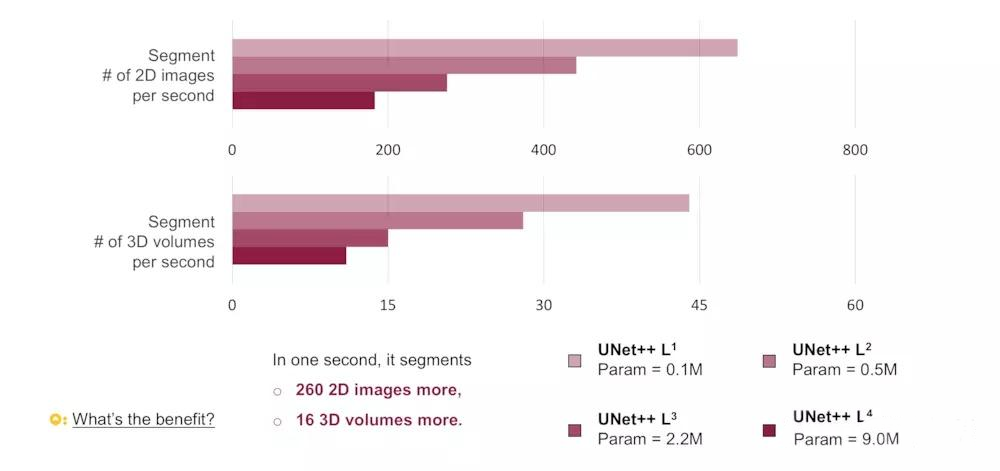 Segment
# of 2D images
per second
0 200 400 600 800
Segment
# of 3D volumes
per second
0 15 30 45 60
In one second, it segments
○ 260 2D images more,
○ 16 3D volumes more.
Q: What's the benefit?
UNet++ L¹
Param = 0.1M
UNet++ L²
Param = 0.5M
UNet++ L³
Param = 2.2M
UNet++ L⁴
Param = 9.0M